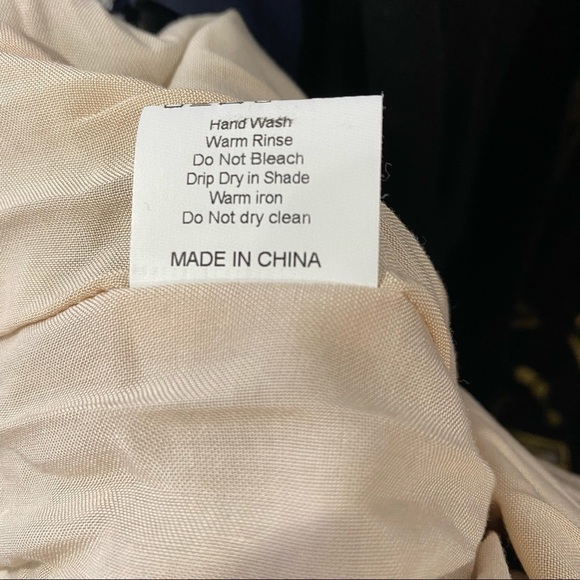 Hand Wash
Warm Rinse
Do Not Bleach
Drip Dry in Shade
Warm iron
Do Not dry clean
MADE IN CHINA